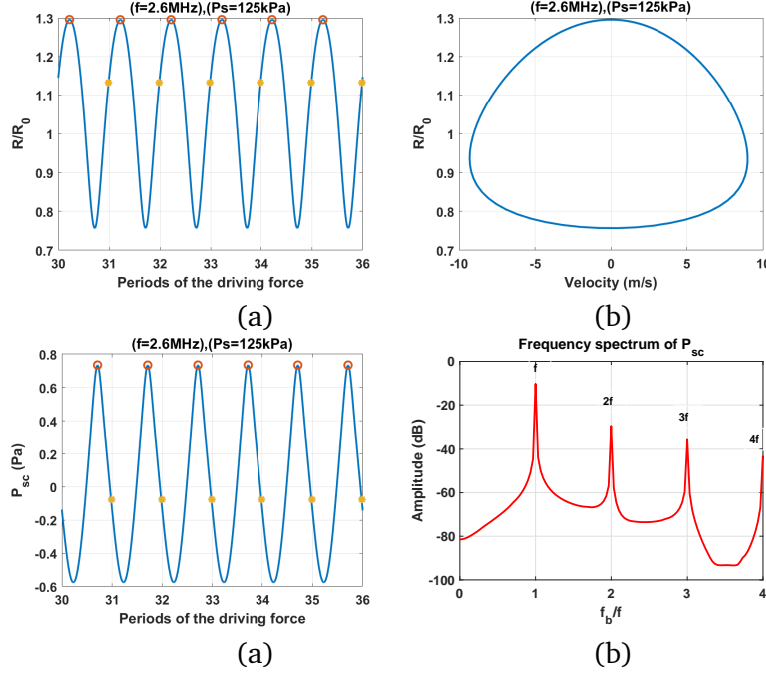 (f=2.6MHz),(Ps=125kPa)
1.3
1.2
1.1
1
0.9
0.8
0.7
R/R0
30 31 32 33 34 35 36
Periods of the driving force
(a)
(f=2.6MHz),(Ps=125kPa)
1.3
1.2
1.1
1
0.9
0.8
0.7
R/R0
-10 -5 0 5 10
Velocity (m/s)
(b)
(f=2.6MHz),(Ps=125kPa)
0.8
0.6
0.4
0.2
0
-0.2
-0.4
-0.6
Psc (Pa)
30 31 32 33 34 35 36
Periods of the driving force
(a)
Frequency spectrum of Psc
0
-20
-40
-60
-80
-100
Amplitude (dB)
f
2f
3f
4f
0 1 2 3 4
fb/f
(b)